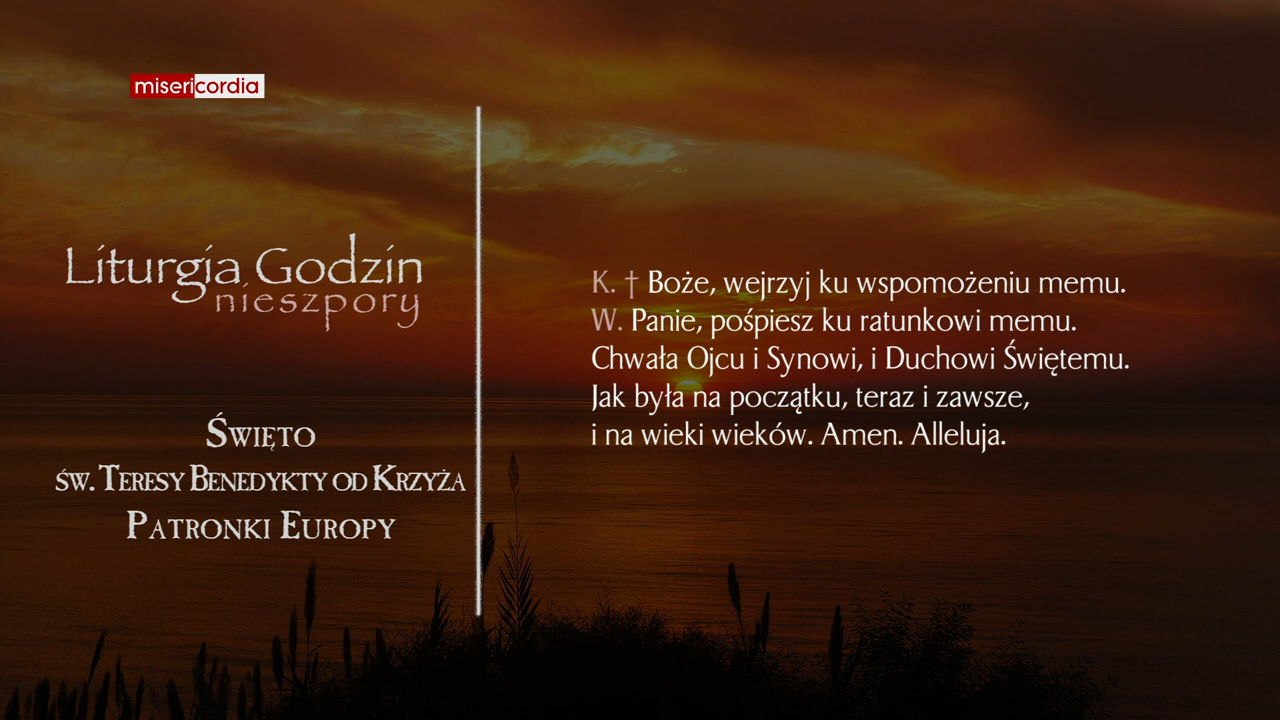 misericordia
Liturgia Godzin
nieszpory
Święto
św. Teresy Benedykty od Krzyża
Patronki Europy
K. † Boże, wejrzyj ku wspomożeniu memu.
W. Panie, pośpiesz ku ratunkowi memu.
Chwała Ojcu i Synowi, i Duchowi Świętemu.
Jak była na początku, teraz i zawsze,
i na wieki wieków. Amen. Alleluja.